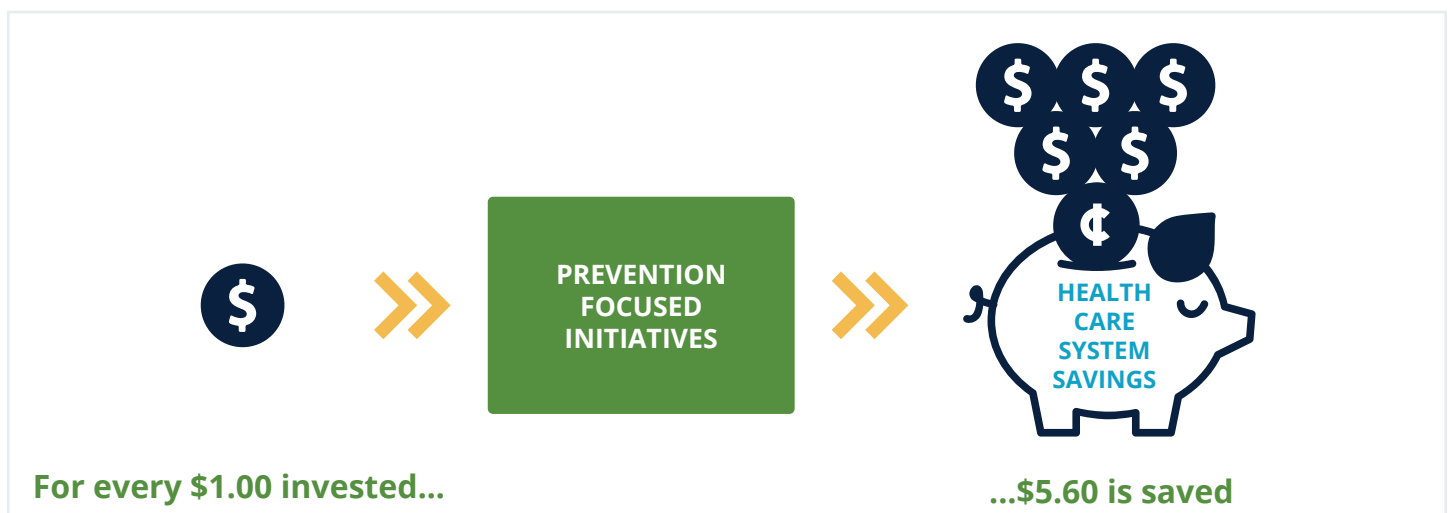 $ $ $
$ $
¢
$
PREVENTION
FOCUSED
INITIATIVES
HEALTH
CARE
SYSTEM
SAVINGS
For every $1.00 invested...
...$5.60 is saved